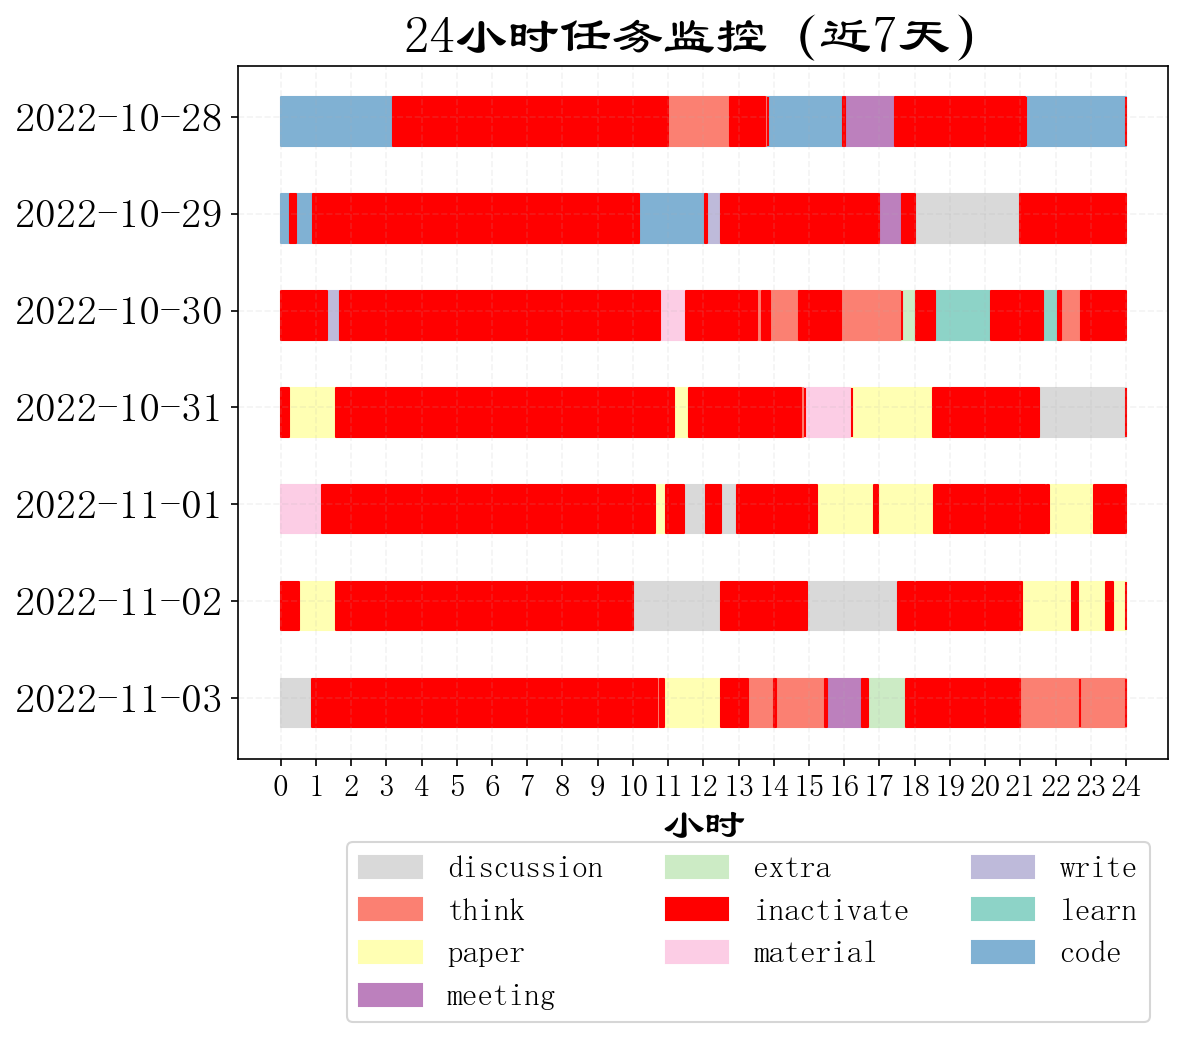 24小时任务监控 (近7天)
2022-10-28
2022-10-29
2022-10-30
2022-10-31
2022-11-01
2022-11-02
2022-11-03
0 1 2 3 4 5 6 7 8 9 10 11 12 13 14 15 16 17 18 19 20 21 22 23 24
小时
discussion extra write
think inactivate learn
paper material code
meeting